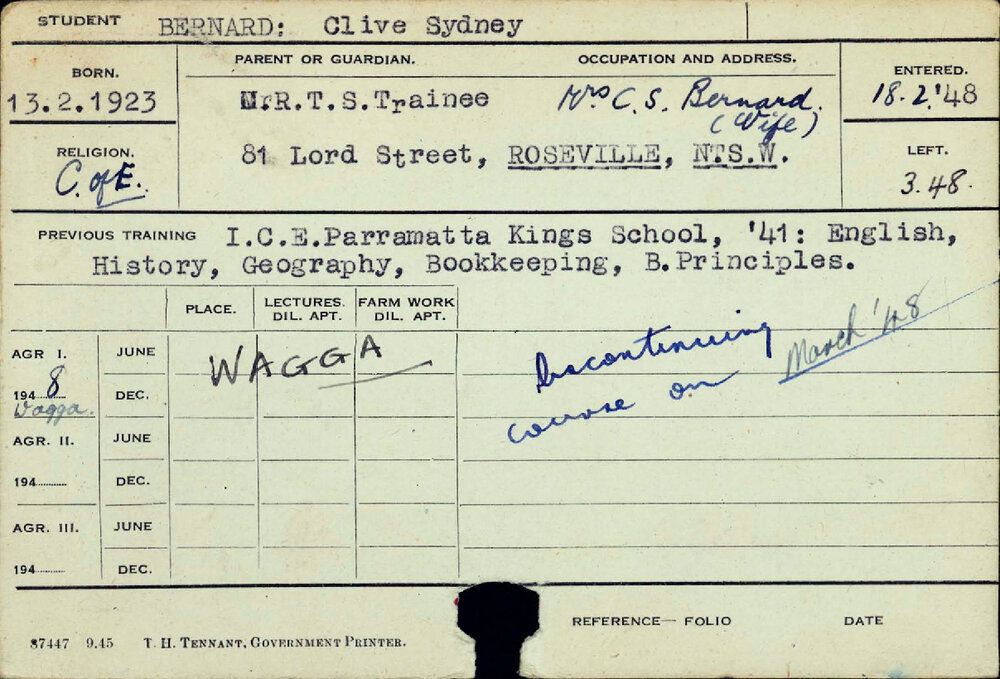 STUDENT BERNARD: Clive Sydney
BORN. PARENT OR GUARDIAN. OCCUPATION AND ADDRESS. ENTERED.
13.2.1923 R.T.S.Trainee Mrs C. S. Bernard. 18.2.'48
(Wife)
RELIGION. 81 Lord Street, ROSEVILLE, N.S.W. LEFT.
C. of E. 3.48.
PREVIOUS TRAINING I.C.E.Parramatta Kings School, '41: English,
History, Geography, Bookkeeping, B.Principles.
PLACE. LECTURES. FARM WORK
DIL. APT. DIL. APT.
AGR I. JUNE WAGGA Discontinuing March '48
1948 DEC. course on
Wagga.
AGR. II. JUNE
194 DEC.
AGR. III. JUNE
194 DEC.
REFERENCE— FOLIO DATE
87447 9.45 T. H. TENNANT, GOVERNMENT PRINTER.